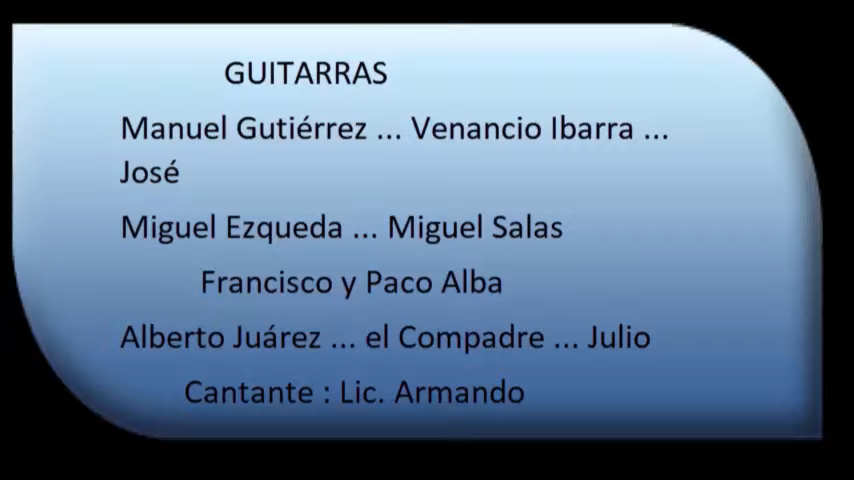 GUITARRAS
Manuel Gutiérrez ... Venancio Ibarra ...
José
Miguel Ezqueda ... Miguel Salas
Francisco y Paco Alba
Alberto Juárez ... el Compadre ... Julio
Cantante : Lic. Armando